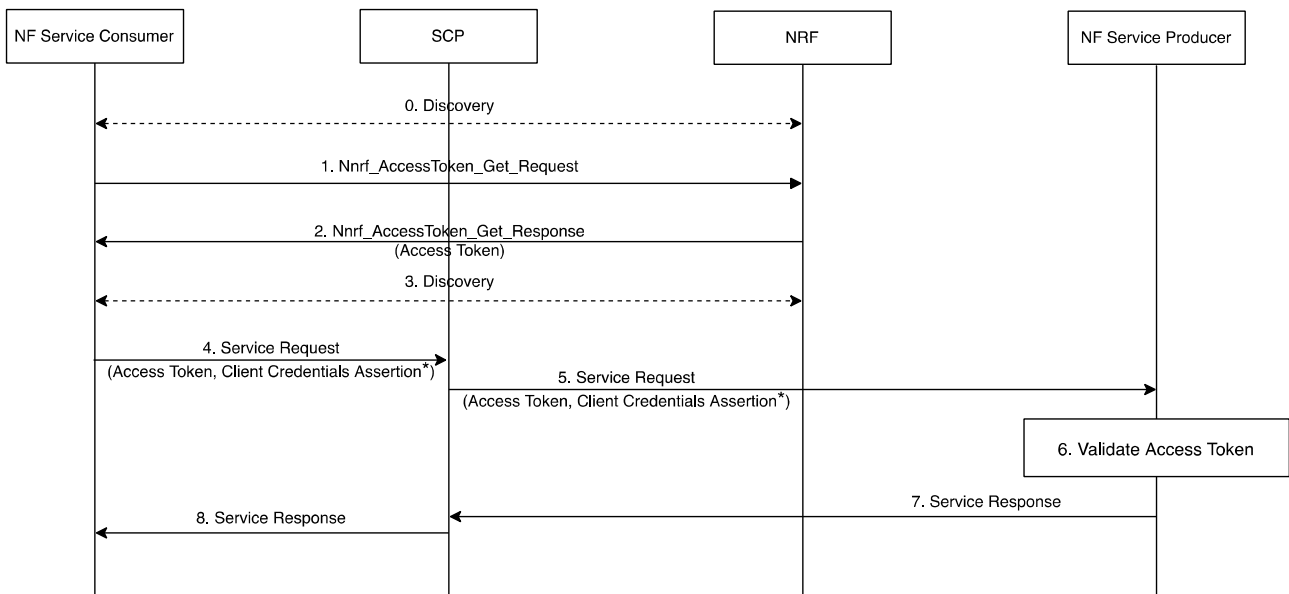 NF Service Consumer
SCP
NRF
NF Service Producer
0. Discovery
1. Nnrf_AccessToken_Get_Request
2. Nnrf_AccessToken_Get_Response
(Access Token)
3. Discovery
4. Service Request
(Access Token, Client Credentials Assertion*)
5. Service Request
(Access Token, Client Credentials Assertion*)
6. Validate Access Token
7. Service Response
8. Service Response